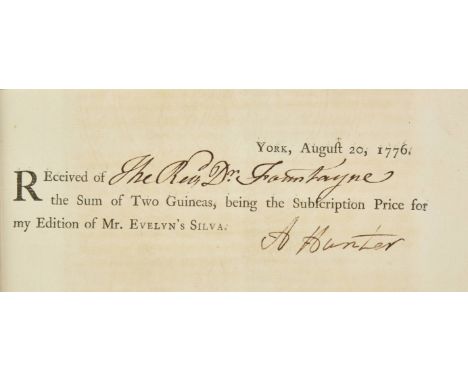 YORK, August 20, 1776.
REceived of The Revd Dr. Fountayne
the Sum of Two Guineas, being the Subſcription Price for
my Edition of Mr. EVELYN'S SILVA.
A Hunter